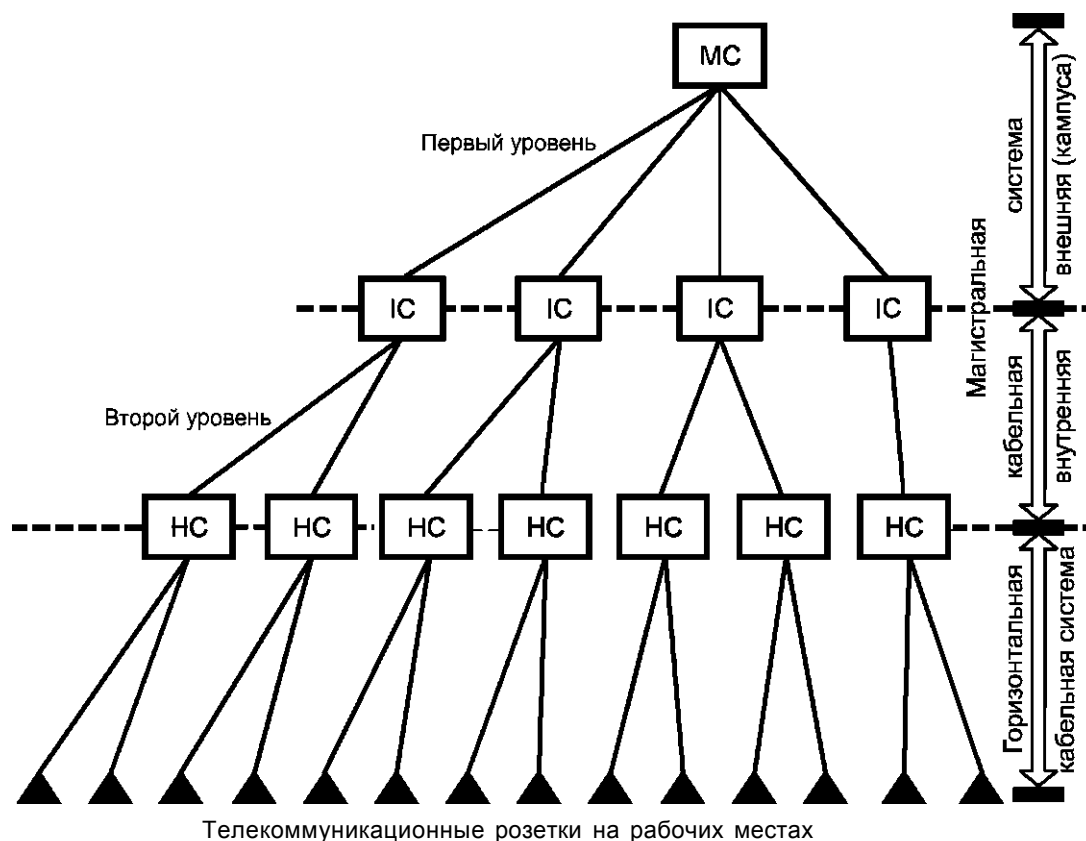 MC
Первый уровень
IC
IC
IC
IC
Второй уровень
HC
HC
HC
HC
HC
HC
HC
Телекоммуникационные розетки на рабочих местах
Магистральная
кабельная
система
внешняя (кампуса)
внутренняя
Горизонтальная
кабельная система